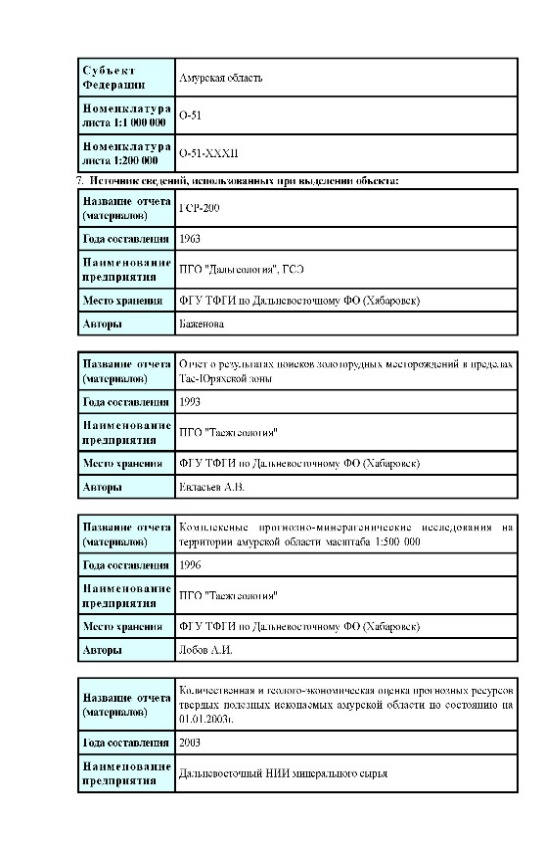 Субъект
Федерации
Амурская область
Номенклатура
листа 1:1 000 000
О-51
Номенклатура
листа 1:200 000
О-51-XXXII
7. Источник сведений, использованных при выделении объекта:
Название отчета
(материалов)
ГСР-200
Года составления
1963
Наименование
предприятия
ПГО "Дальгеология", ГСЭ
Место хранения
ФГУ ТФГИ по Дальневосточному ФО (Хабаровск)
Авторы
Баженова
Название отчета
(материалов)
Отчет о результатах поисков золоторудных месторождений в пределах
Тас-Юряхской зоны
Года составления
1993
Наименование
предприятия
ПГО "Таежгеология"
Место хранения
ФГУ ТФГИ по Дальневосточному ФО (Хабаровск)
Авторы
Евласьев А.В.
Название отчета
(материалов)
Комплексные прогнозно-минерагенические исследования на
территории амурской области масштаба 1:500 000
Года составления
1996
Наименование
предприятия
ПГО "Таежгеология"
Место хранения
ФГУ ТФГИ по Дальневосточному ФО (Хабаровск)
Авторы
Лобов А.И.
Название отчета
(материалов)
Количественная и геолого-экономическая оценка прогнозных ресурсов
твердых полезных ископаемых амурской области по состоянию на
01.01.2003г.
Года составления
2003
Наименование
предприятия
Дальневосточный НИИ минерального сырья